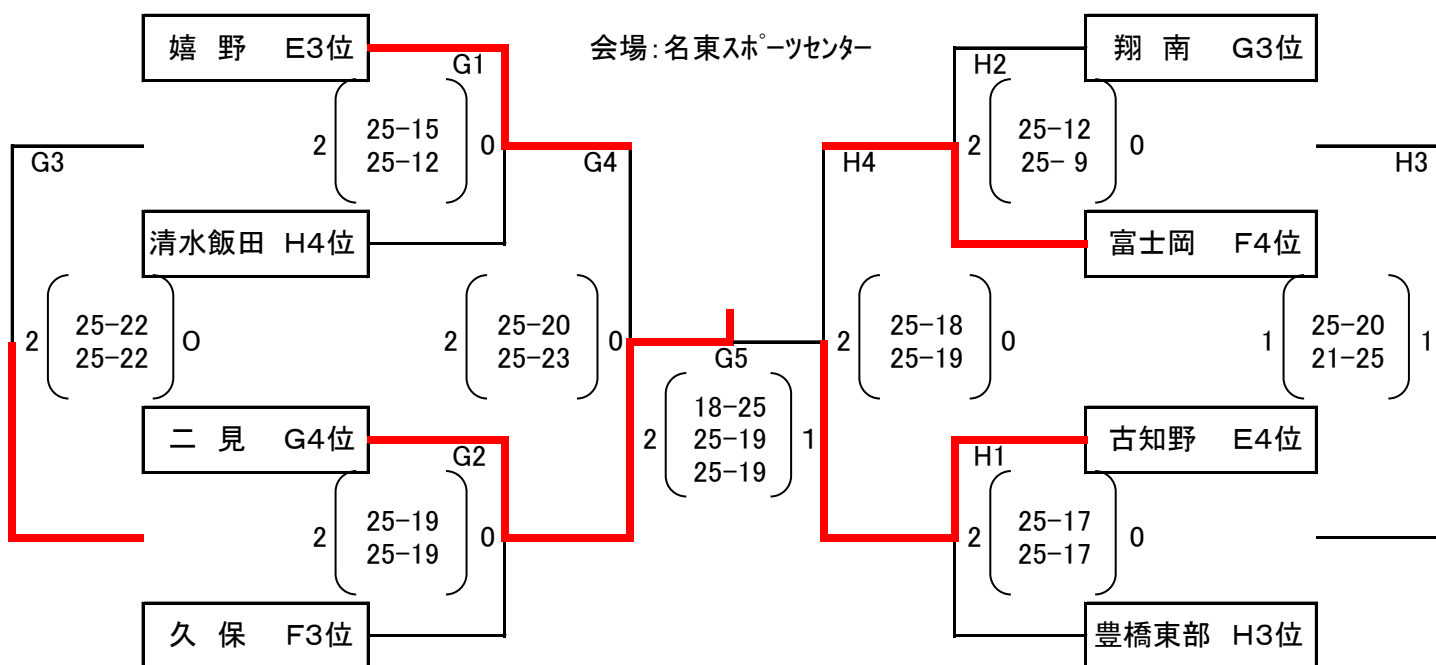 嬉 野 E3位
会場：名東スポーツセンター
翔 南 G3位
G1
H2
2
25-15
25-12
0
2
25-12
25- 9
0
G3
G4
H4
H3
清水飯田 H4位
富士岡 F4位
2
25-22
25-22
0
2
25-20
25-23
0
2
25-18
25-19
0
1
25-20
21-25
1
G5
2
18-25
25-19
25-19
1
二 見 G4位
古知野 E4位
G2
H1
2
25-19
25-19
0
2
25-17
25-17
0
久 保 F3位
豊橋東部 H3位